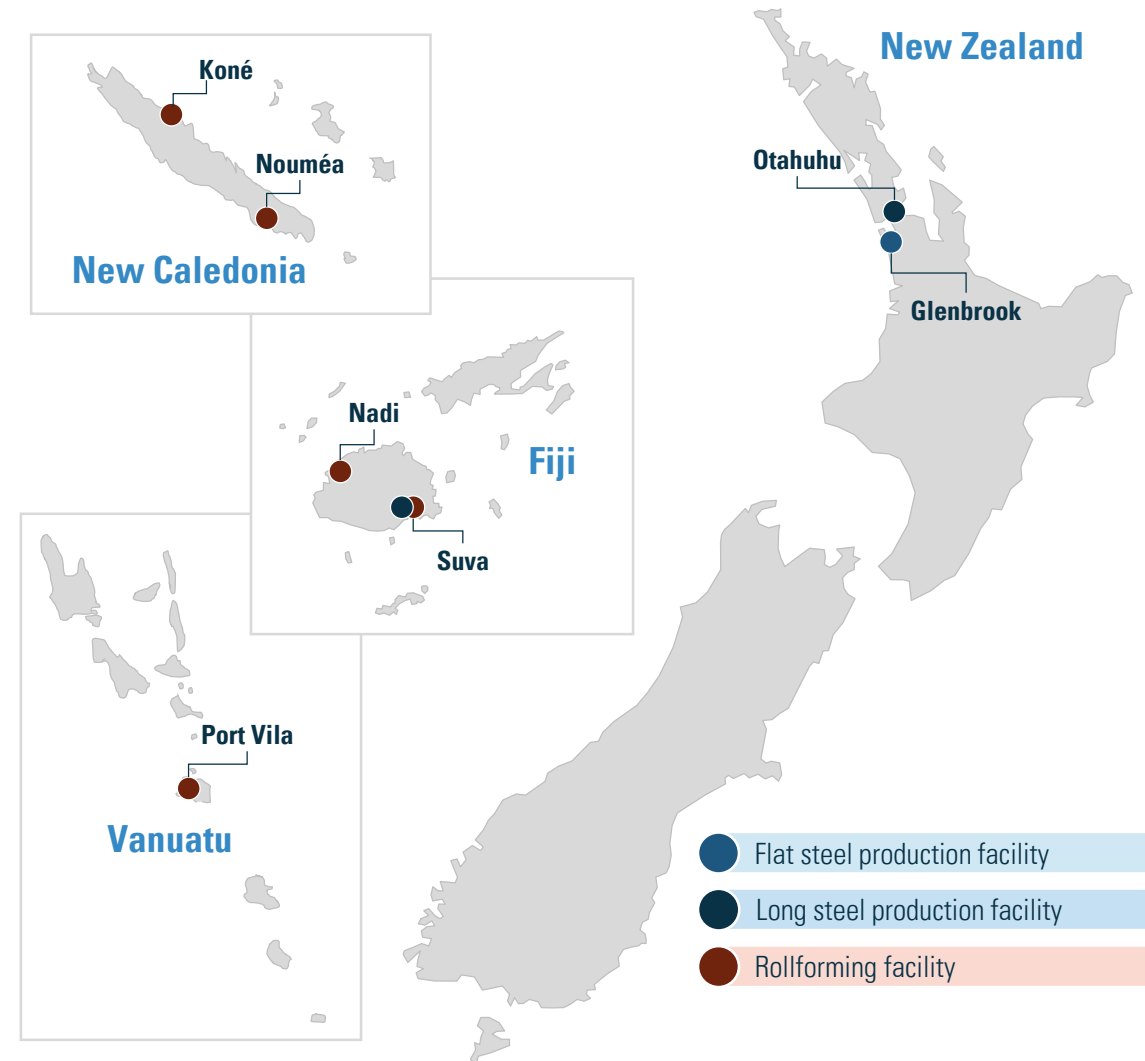 New Zealand
Koné
Nouméa
New Caledonia
Otahuhu
Glenbrook
Nadi
Fiji
Suva
Port Vila
Vanuatu
Flat steel production facility
Long steel production facility
Rollforming facility